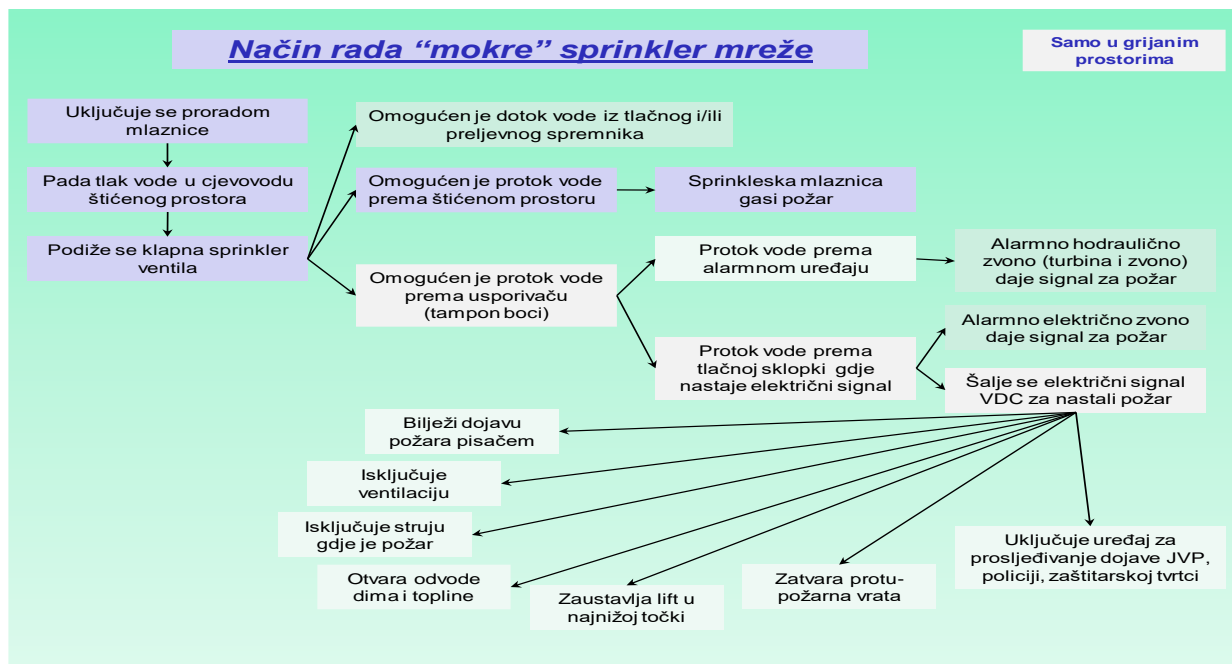 Način rada “mokre” sprinkler mreže
Samo u grijanim
prostorima
Uključuje se proradom
mlaznice
Pada tlak vode u cjevovodu
štićenog prostora
Podiže se klapna sprinkler
ventila
Omogućen je dotok vode iz tlačnog i/ili
preljevnog spremnika
Omogućen je protok vode
prema štićenom prostoru
Sprinkleska mlaznica
gasi požar
Omogućen je protok vode
prema usporivaču
(tampon boci)
Protok vode prema
alarmnom uređaju
Alarmno hodraulično
zvono (turbina i zvono)
daje signal za požar
Protok vode prema
tlačnoj sklopki gdje
nastaje električni signal
Alarmno električno zvono
daje signal za požar
Šalje se električni signal
VDC za nastali požar
Bilježi dojavu
požara pisačem
Isključuje
ventilaciju
Isključuje struju
gdje je požar
Otvara odvode
dima i topline
Zaustavlja lift u
najnižoj točki
Zatvara protu-
požarna vrata
Uključuje uređaj za
prosljeđivanje dojave JVP,
policiji, zaštitarskoj tvrtci